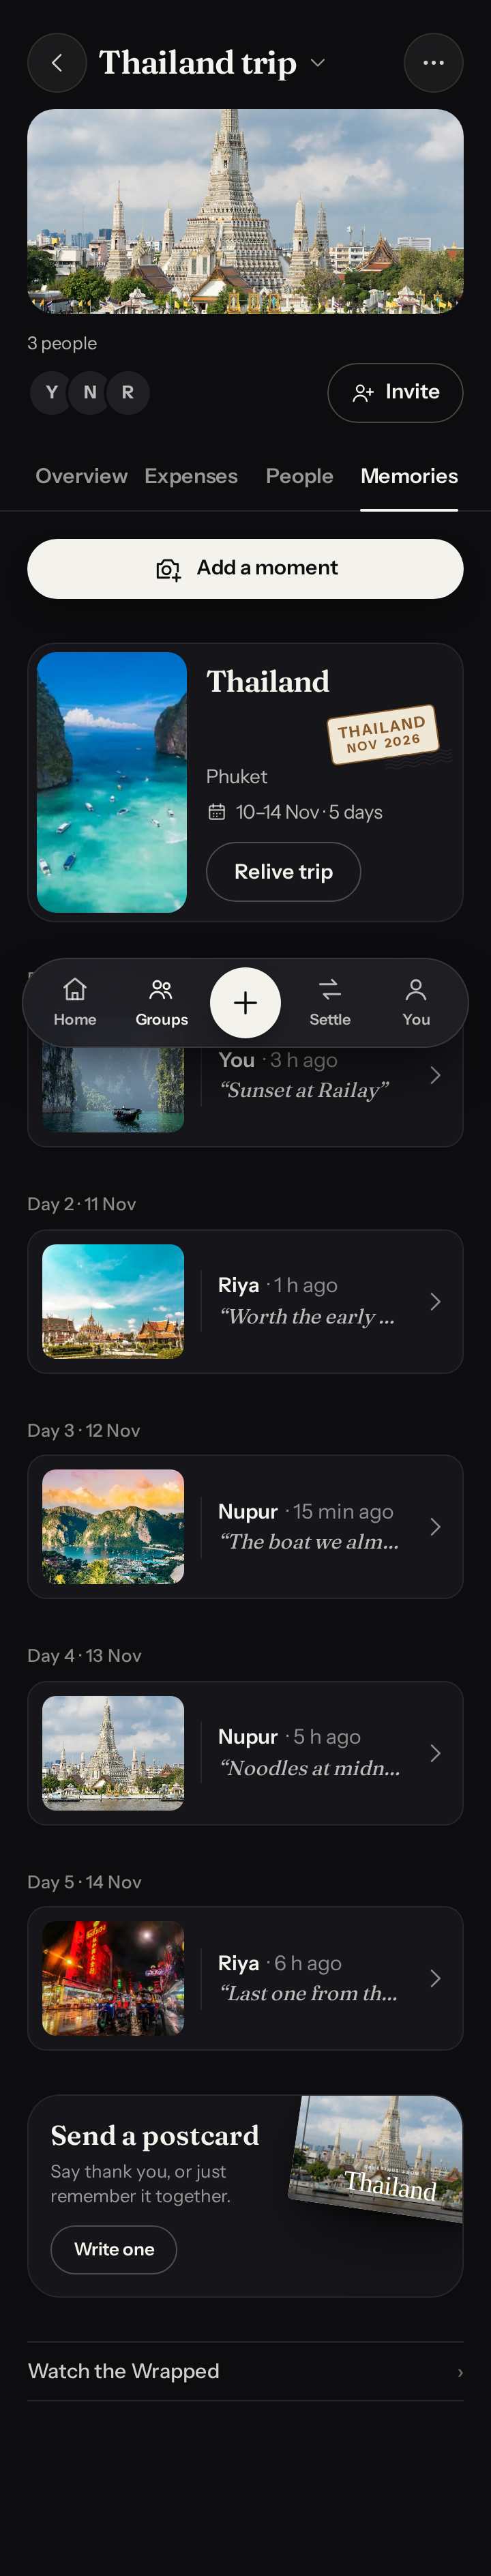 Thailand trip
3 people
Y N R
Invite
Overview Expenses People Memories
Add a moment
Thailand
THAILAND
NOV 2026
Phuket
10–14 Nov · 5 days
Relive trip
Home Groups Settle You
You · 3 h ago
“Sunset at Railay”
Day 2 · 11 Nov
Riya · 1 h ago
“Worth the early ...
Day 3 · 12 Nov
Nupur · 15 min ago
“The boat we alm...
Day 4 · 13 Nov
Nupur · 5 h ago
“Noodles at midn...
Day 5 · 14 Nov
Riya · 6 h ago
“Last one from th...
Send a postcard
Say thank you, or just
remember it together.
Write one
GREETINGS FROM
Thailand
Watch the Wrapped